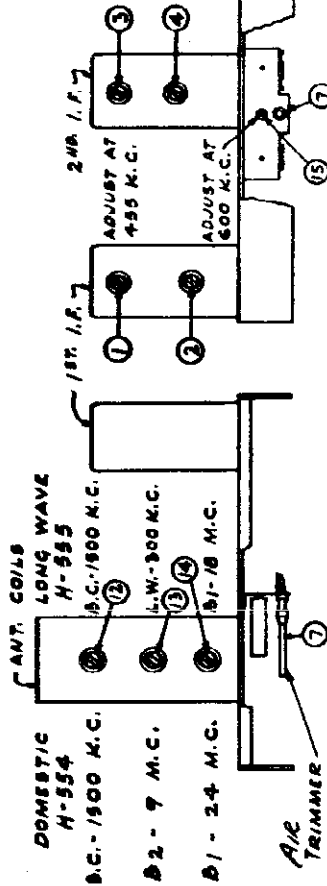 ANT. COILS
DOMESTIC
H-554
LONG WAVE
H-555
B.C.-1500 K.C.
B.C.-1500 K.C.
12
B2 - 9 M.C.
L.W.-300 K.C.
13
B1 - 24 M.C.
B1-18 M.C.
14
7
AIR
TRIMMER
1ST. I.F.
1
2
2ND. I.F.
ADJUST AT
455 K.C.
3
4
ADJUST AT
600 K.C.
15
7